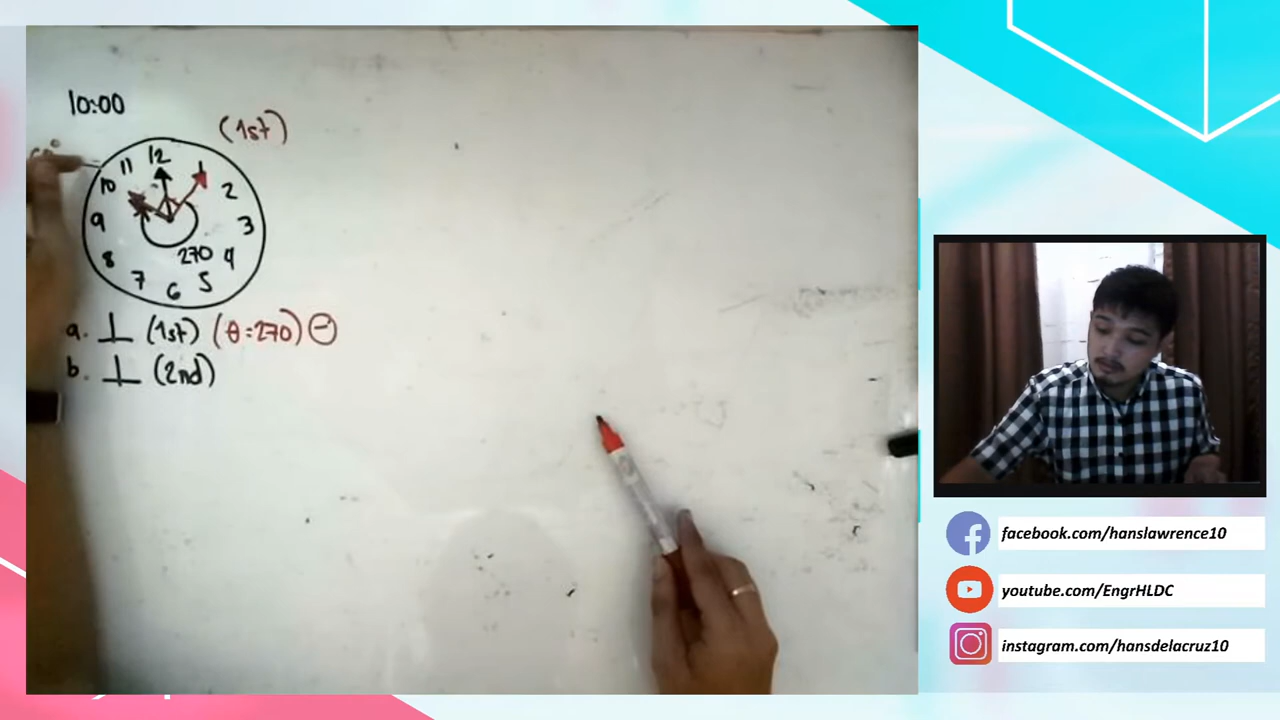 10:00
(1st)
12
11
1
10
2
9
3
270
8
4
7
5
6
a. ⊥ (1st) (θ=270) ⊖
b. ⊥ (2nd)
facebook.com/hanslawrence10
youtube.com/EngrHLDC
instagram.com/hansdelacruz10